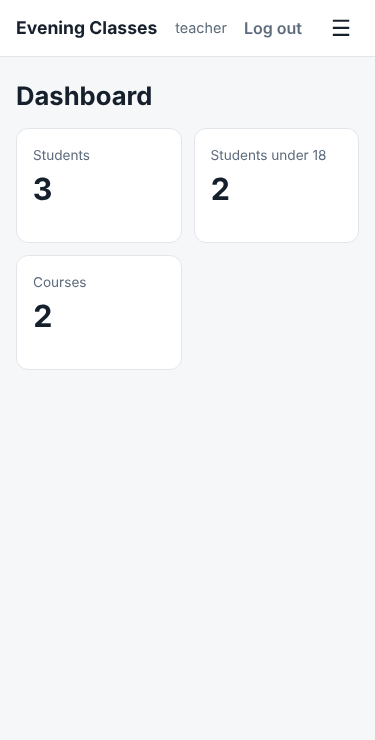 Evening Classes teacher Log out ☰
Dashboard
Students
3
Students under 18
2
Courses
2